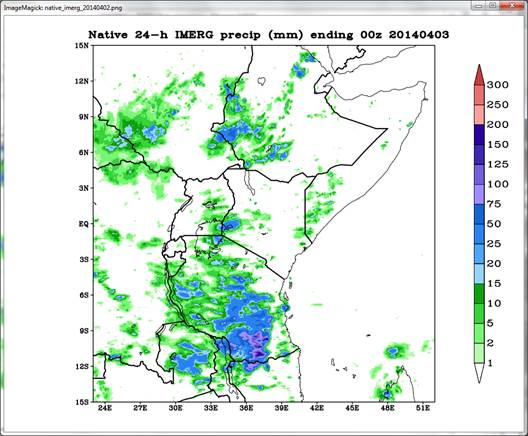 ImageMagick: native_imerg_20140402.png
Native 24-h IMERG precip (mm) ending 00z 20140403
15N
12N
9N
6N
3N
EQ
3S
6S
9S
12S
15S
24E 27E 30E 33E 36E 39E 42E 45E 48E 51E
300
250
200
150
125
100
75
50
25
20
15
10
5
2
1